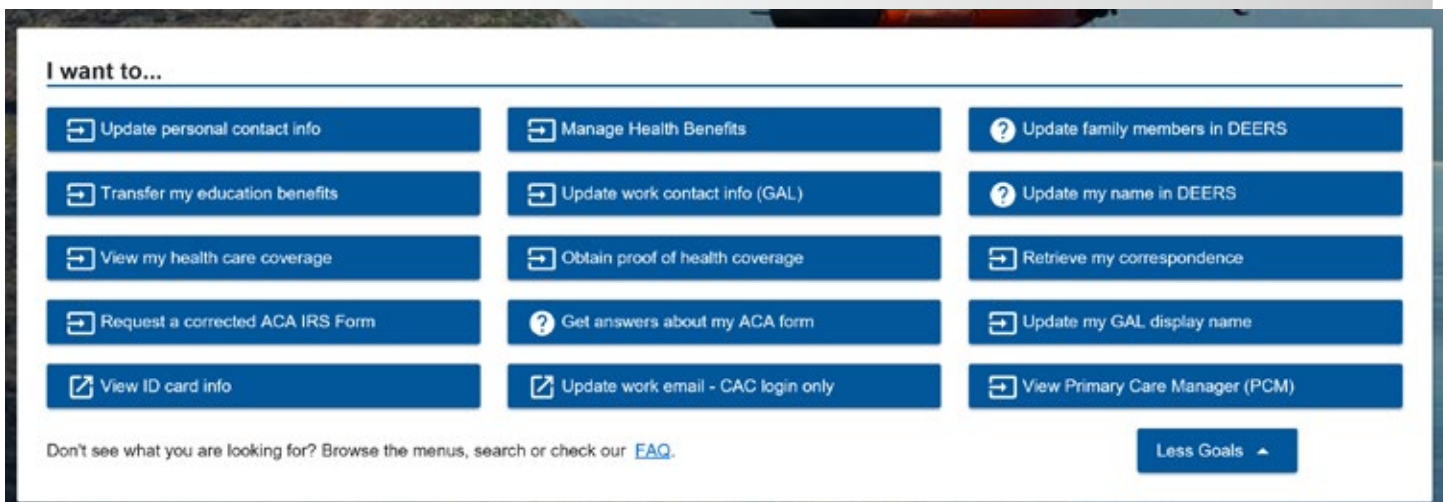 I want to...
Update personal contact info
Manage Health Benefits
Update family members in DEERS
Transfer my education benefits
Update work contact info (GAL)
Update my name in DEERS
View my health care coverage
Obtain proof of health coverage
Retrieve my correspondence
Request a corrected ACA IRS Form
Get answers about my ACA form
Update my GAL display name
View ID card info
Update work email - CAC login only
View Primary Care Manager (PCM)
Don't see what you are looking for? Browse the menus, search or check our FAQ.
Less Goals